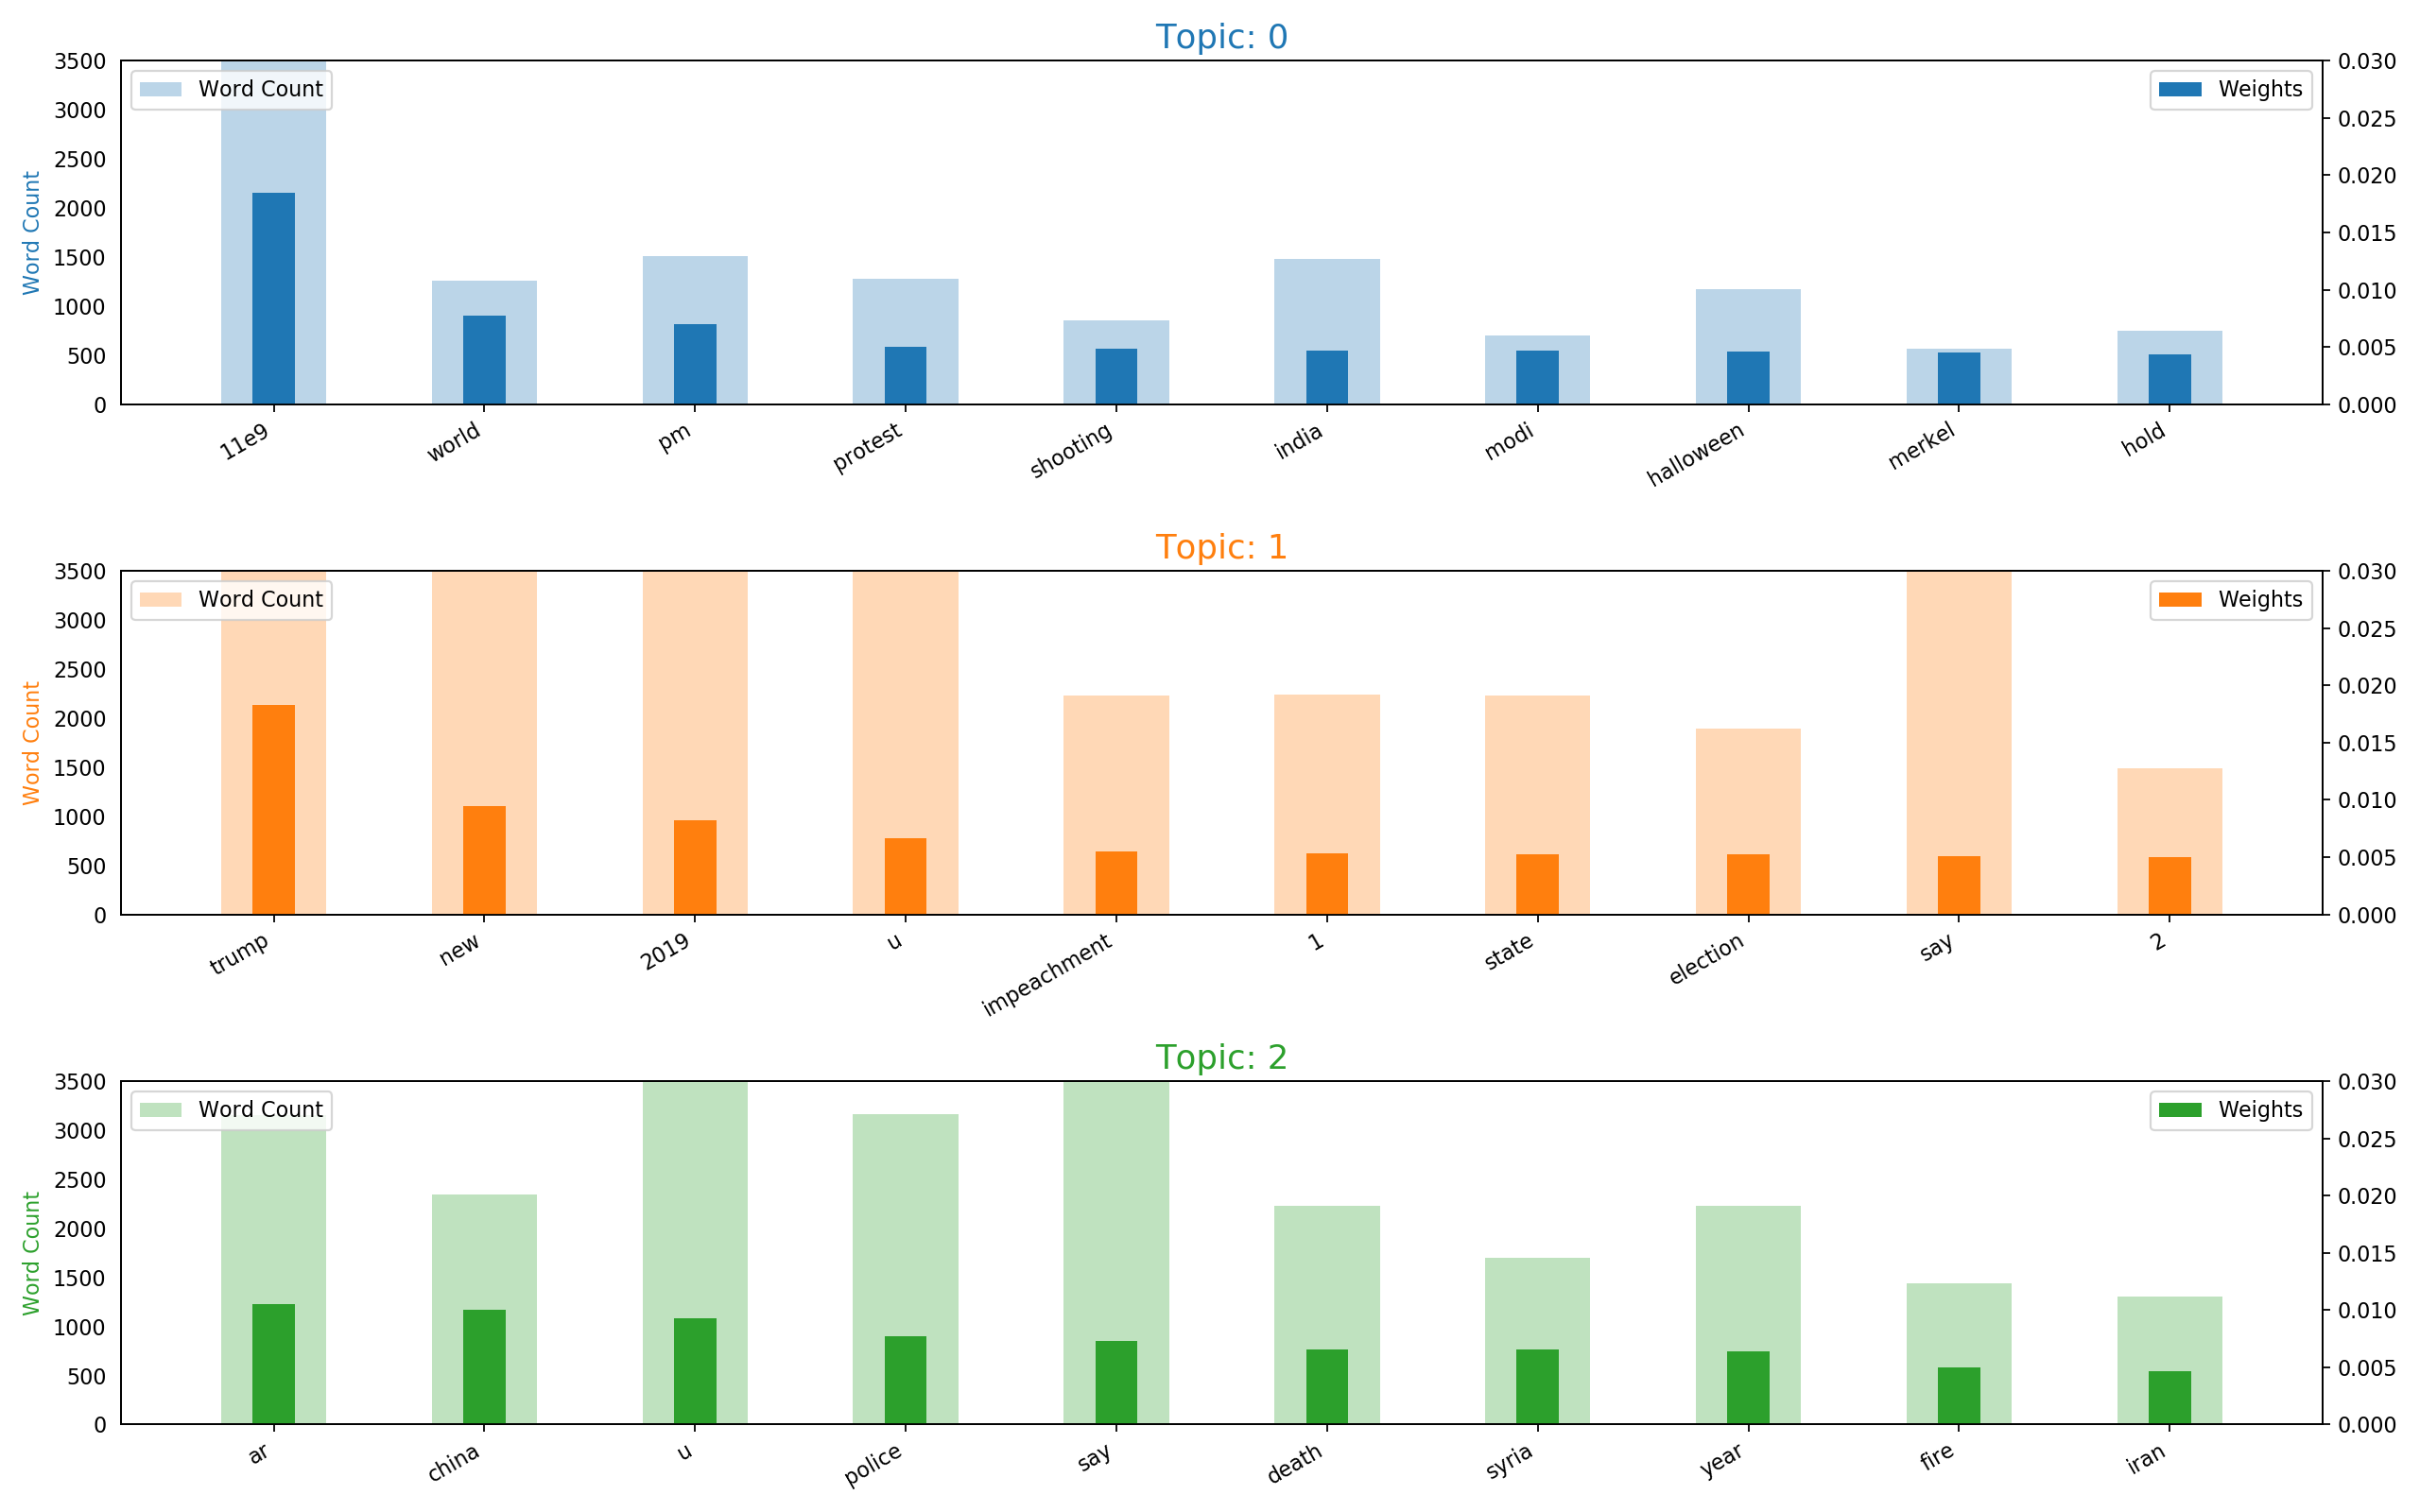 Topic: 0
3500 3000 2500 2000 1500 1000 500 0
Word Count
Word Count
Weights
0.030 0.025 0.020 0.015 0.010 0.005 0.000
11e9 world pm protest shooting india modi halloween merkel hold
Topic: 1
3500 3000 2500 2000 1500 1000 500 0
Word Count
Word Count
Weights
0.030 0.025 0.020 0.015 0.010 0.005 0.000
trump new 2019 u impeachment 1 state election say 2
Topic: 2
3500 3000 2500 2000 1500 1000 500 0
Word Count
Word Count
Weights
0.030 0.025 0.020 0.015 0.010 0.005 0.000
ar china u police say death syria year fire iran